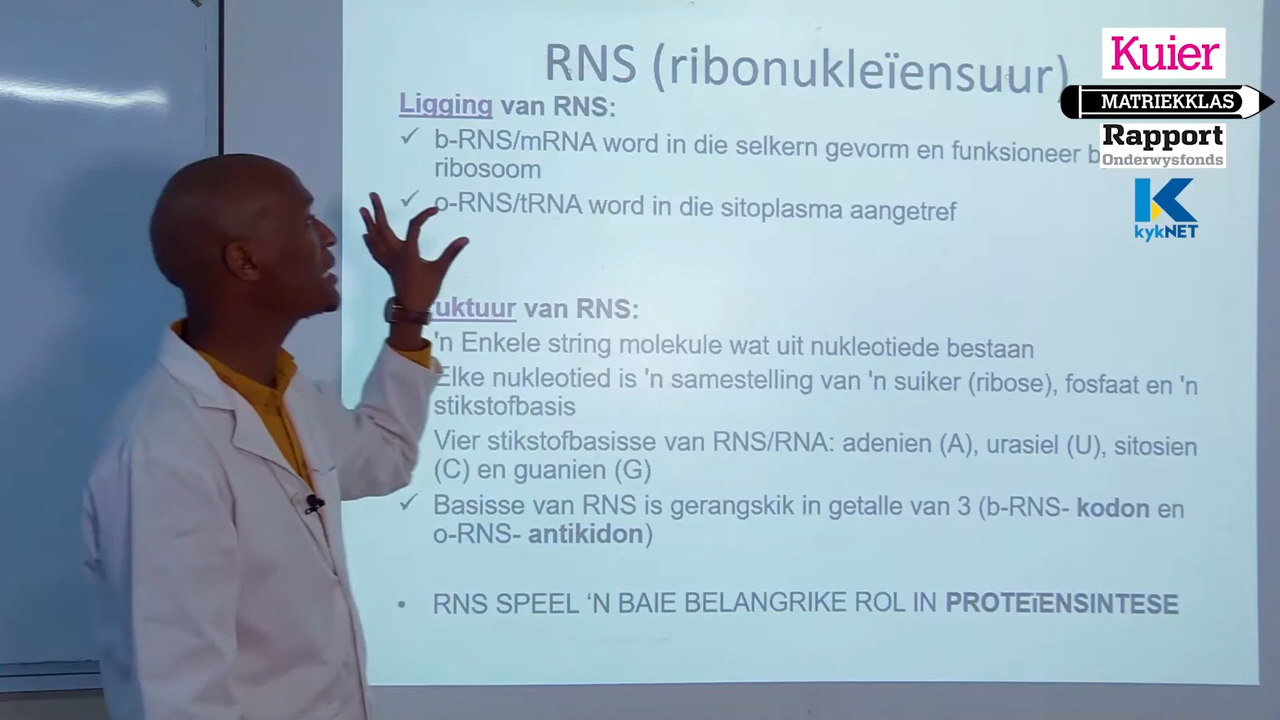 RNS (ribonukleïensuur)
Kuier
MATRIEKKLAS
Rapport
Onderwysfonds
kykNET
Ligging van RNS:
✓ b-RNS/mRNA word in die selkern gevorm en funksioneer
ribosoom
✓ o-RNS/tRNA word in die sitoplasma aangetref
uktuur van RNS:
'n Enkele string molekule wat uit nukleotiede bestaan
Elke nukleotied is 'n samestelling van 'n suiker (ribose), fosfaat en 'n
stikstofbasis
Vier stikstofbasisse van RNS/RNA: adenien (A), urasiel (U), sitosien
(C) en guanien (G)
✓ Basisse van RNS is gerangskik in getalle van 3 (b-RNS- kodon en
o-RNS- antikidon)
• RNS SPEEL ‘N BAIE BELANGRIKE ROL IN PROTEïENSINTESE